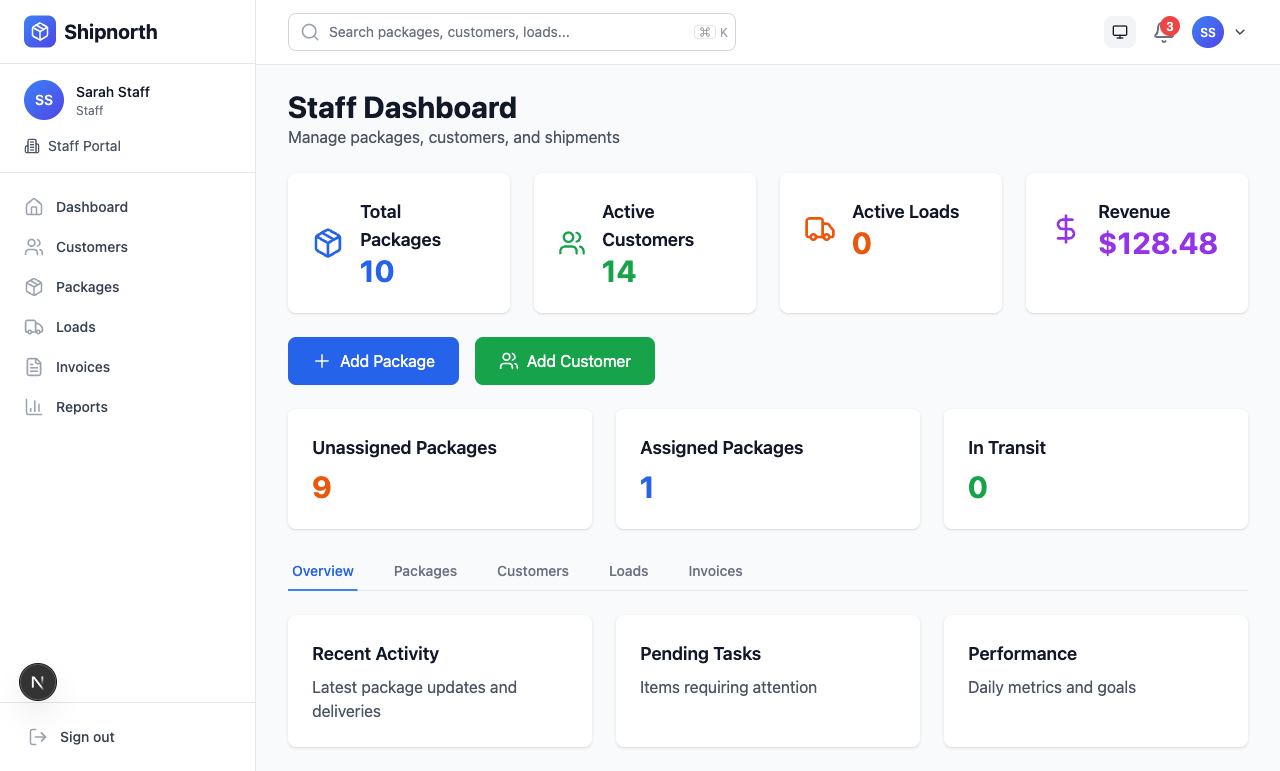 Shipnorth
Search packages, customers, loads...
⌘ K
3
SS
SS
Sarah Staff
Staff
Staff Portal
Dashboard
Customers
Packages
Loads
Invoices
Reports
N
Sign out
Staff Dashboard
Manage packages, customers, and shipments
Total
Packages
10
Active
Customers
14
Active Loads
0
Revenue
$128.48
Add Package
Add Customer
Unassigned Packages
9
Assigned Packages
1
In Transit
0
Overview
Packages
Customers
Loads
Invoices
Recent Activity
Latest package updates and
deliveries
Pending Tasks
Items requiring attention
Performance
Daily metrics and goals